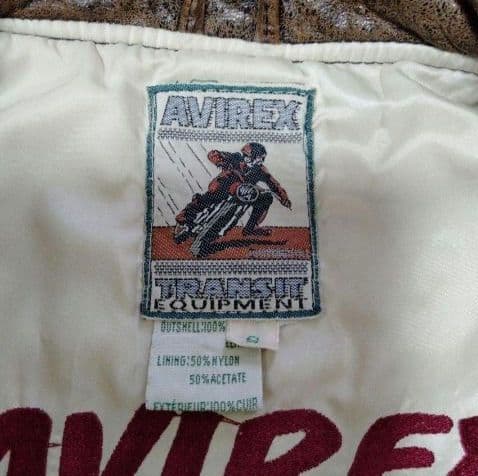 AVIREX
TRANSIT
EQUIPMENT
OUTSHELL:100%
LINING:50%NYLON
50%ACETATE
EXTÉRIEUR:100%CUIR
AVIREX